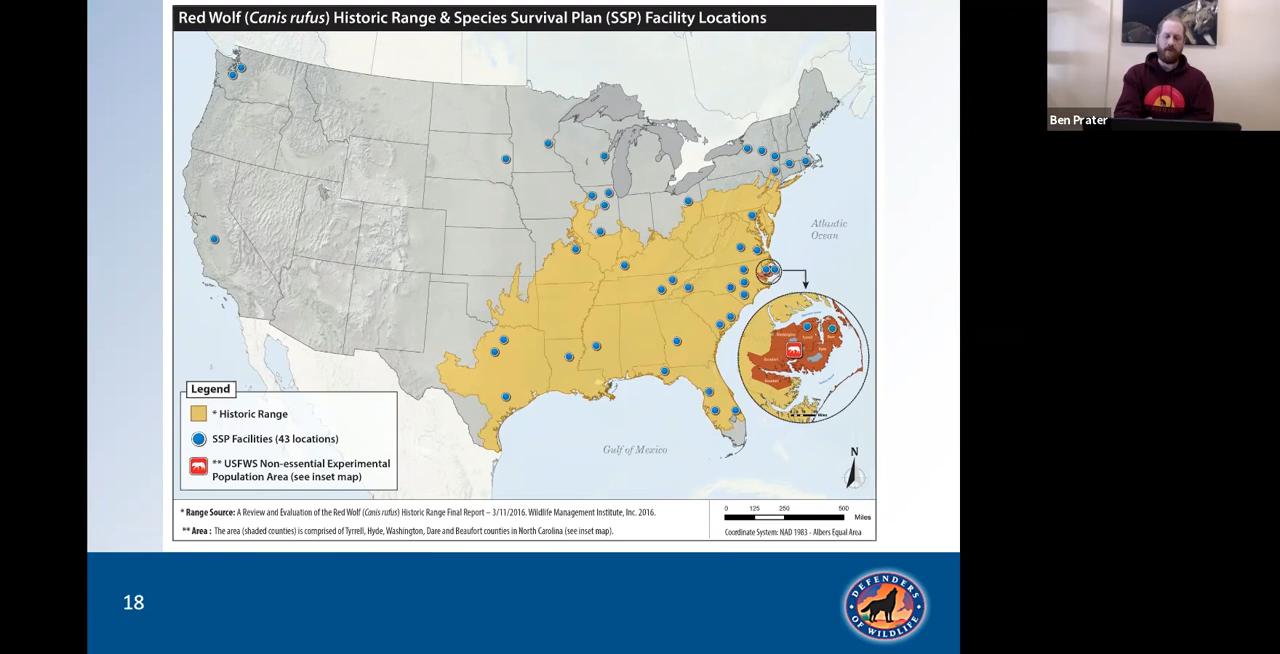 Red Wolf (Canis rufus) Historic Range & Species Survival Plan (SSP) Facility Locations
Ben Prater
Atlantic
Ocean
Legend
* Historic Range
SSP Facilities (43 locations)
** USFWS Non-essential Experimental
Population Area (see inset map)
Gulf of Mexico
N
* Range Source: A Review and Evaluation of the Red Wolf (Canis rufus) Historic Range Final Report – 3/11/2016. Wildlife Management Institute, Inc. 2016.
** Area : The area (shaded counties) is comprised of Tyrrell, Hyde, Washington, Dare and Beaufort counties in North Carolina (see inset map).
0 125 250 500
Miles
Coordinate System: NAD 1983 - Albers Equal Area
18
DEFENDERS
OF WILDLIFE